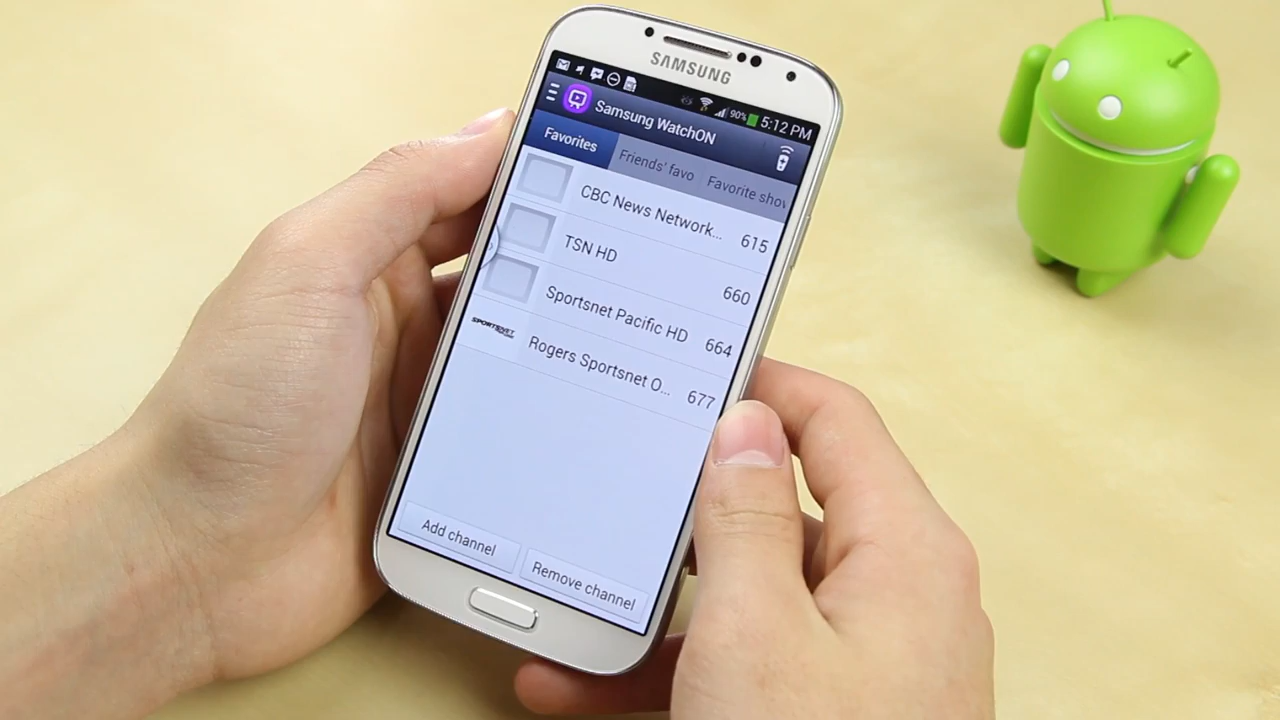 SAMSUNG
90% 5:12 PM
Samsung WatchON
Favorites Friends' favo Favorite show
CBC News Network... 615
TSN HD 660
Sportsnet Pacific HD 664
SPORTSNET
Rogers Sportsnet O... 677
Add channel Remove channel